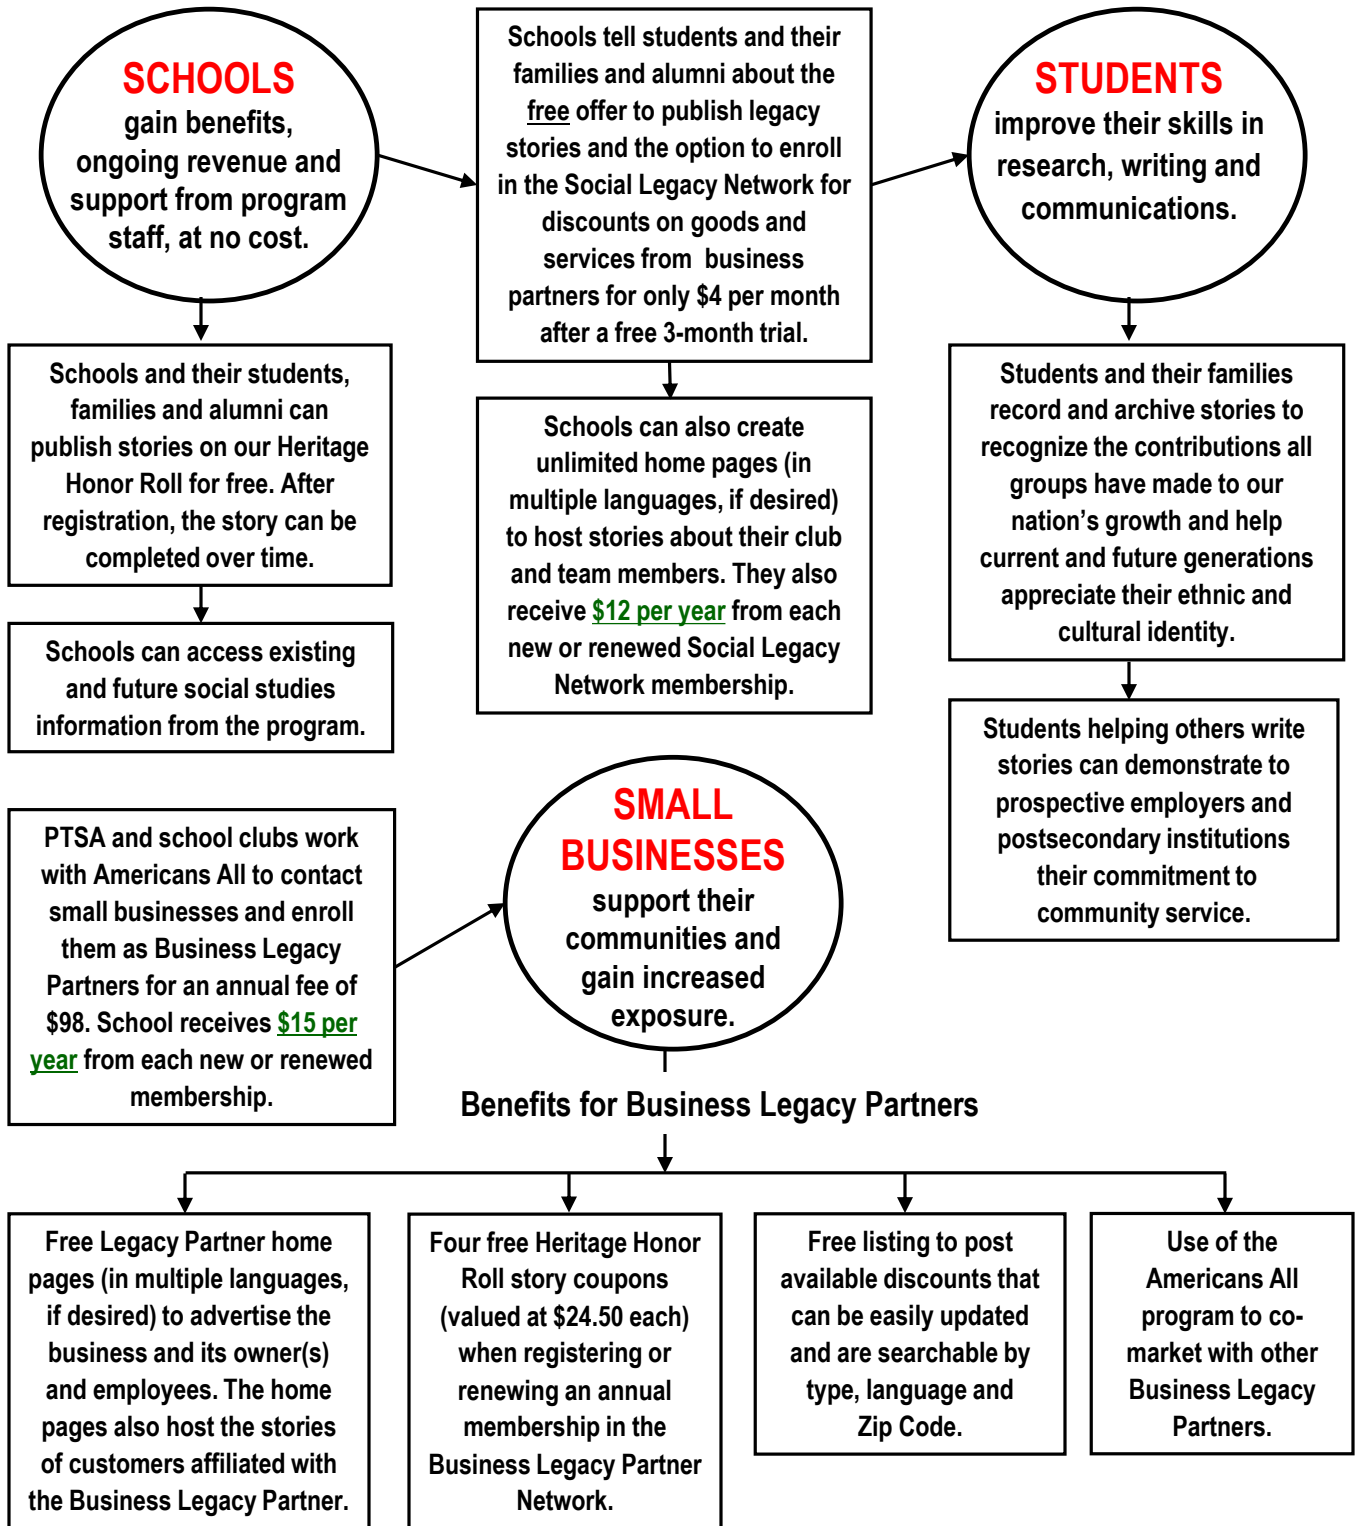 SCHOOLS
gain benefits,
ongoing revenue and
support from program
staff, at no cost.
Schools tell students and their
families and alumni about the
free offer to publish legacy
stories and the option to enroll
in the Social Legacy Network for
discounts on goods and
services from business
partners for only $4 per month
after a free 3-month trial.
STUDENTS
improve their skills in
research, writing and
communications.
Schools and their students,
families and alumni can
publish stories on our Heritage
Honor Roll for free. After
registration, the story can be
completed over time.
Schools can also create
unlimited home pages (in
multiple languages, if desired)
to host stories about their club
and team members. They also
receive $12 per year from each
new or renewed Social Legacy
Network membership.
Students and their families
record and archive stories to
recognize the contributions all
groups have made to our
nation’s growth and help
current and future generations
appreciate their ethnic and
cultural identity.
Schools can access existing
and future social studies
information from the program.
Students helping others write
stories can demonstrate to
prospective employers and
postsecondary institutions
their commitment to
community service.
PTSA and school clubs work
with Americans All to contact
small businesses and enroll
them as Business Legacy
Partners for an annual fee of
$98. School receives $15 per
year from each new or renewed
membership.
SMALL
BUSINESSES
support their
communities and
gain increased
exposure.
Benefits for Business Legacy Partners
Free Legacy Partner home
pages (in multiple languages,
if desired) to advertise the
business and its owner(s)
and employees. The home
pages also host the stories
of customers affiliated with
the Business Legacy Partner.
Four free Heritage Honor
Roll story coupons
(valued at $24.50 each)
when registering or
renewing an annual
membership in the
Business Legacy Partner
Network.
Free listing to post
available discounts that
can be easily updated
and are searchable by
type, language and
Zip Code.
Use of the
Americans All
program to co-
market with other
Business Legacy
Partners.